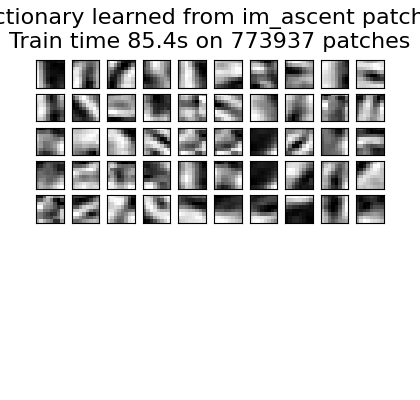 ctionary learned from im_ascent patch
Train time 85.4s on 773937 patches